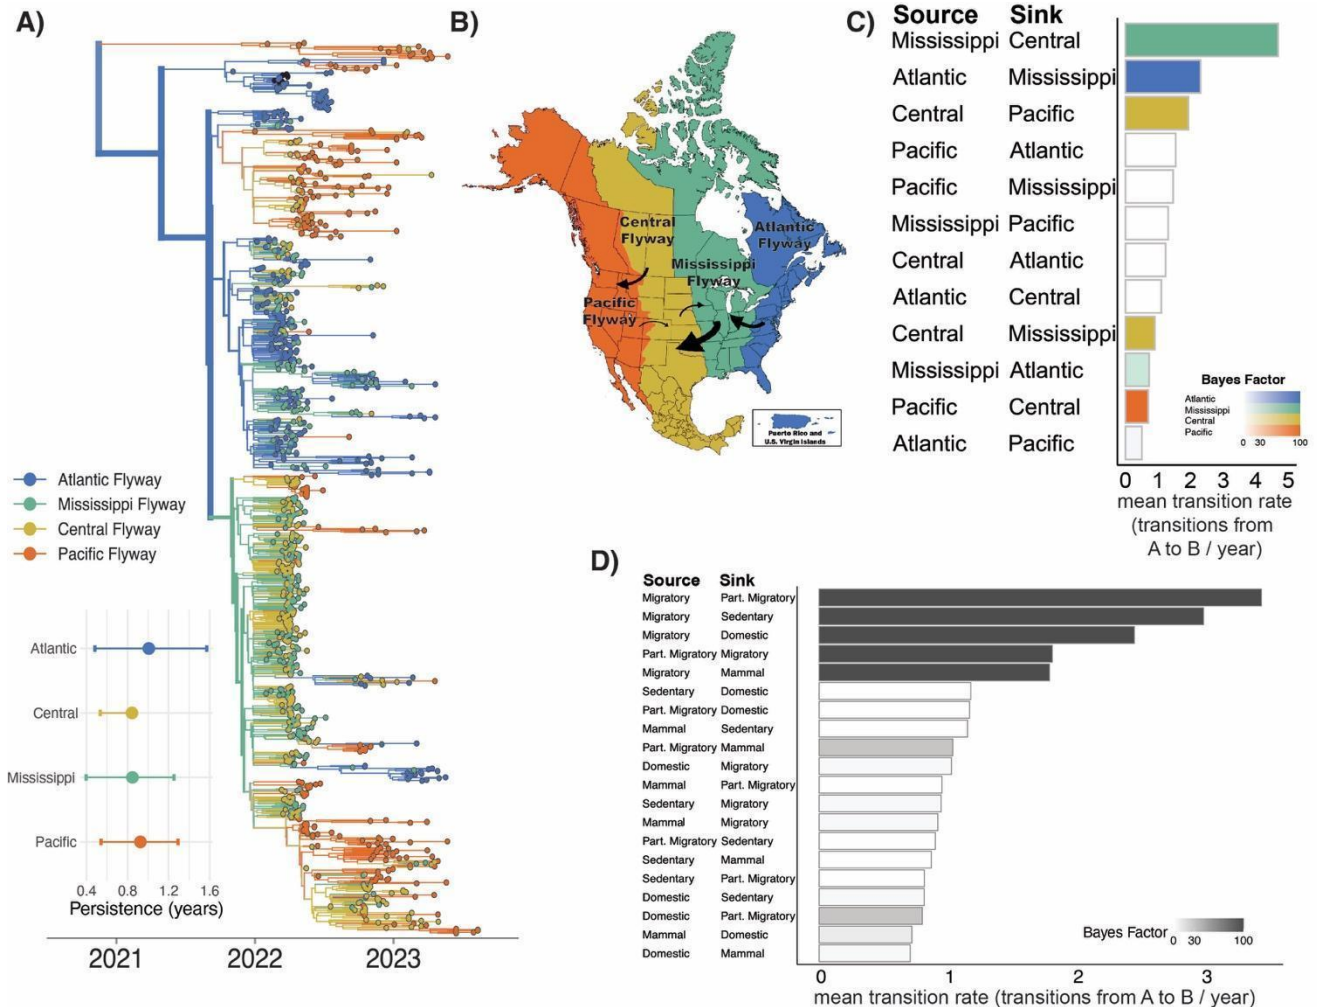 A)
Atlantic Flyway
Mississippi Flyway
Central Flyway
Pacific Flyway
Atlantic
Central
Mississippi
Pacific
0.4 0.8 1.2 1.6
Persistence (years)
2021 2022 2023
B)
Central
Flyway
Atlantic
Flyway
Mississippi
Flyway
Pacific
Flyway
Puerto Rico and
U.S. Virgin Islands
C)
Source Sink
Mississippi Central
Atlantic Mississippi
Central Pacific
Pacific Atlantic
Pacific Mississippi
Mississippi Pacific
Central Atlantic
Atlantic Central
Central Mississippi
Mississippi Atlantic
Pacific Central
Atlantic Pacific
Bayes Factor
Atlantic
Mississippi
Central
Pacific
0 30 100
0 1 2 3 4 5
mean transition rate
(transitions from
A to B / year)
D)
Source Sink
Migratory Part. Migratory
Migratory Sedentary
Migratory Domestic
Part. Migratory Migratory
Migratory Mammal
Sedentary Domestic
Part. Migratory Domestic
Mammal Sedentary
Part. Migratory Mammal
Domestic Migratory
Mammal Part. Migratory
Sedentary Migratory
Mammal Migratory
Part. Migratory Sedentary
Sedentary Mammal
Sedentary Part. Migratory
Domestic Sedentary
Domestic Part. Migratory
Mammal Domestic
Domestic Mammal
Bayes Factor
0 30 100
0 1 2 3
mean transition rate (transitions from A to B / year)